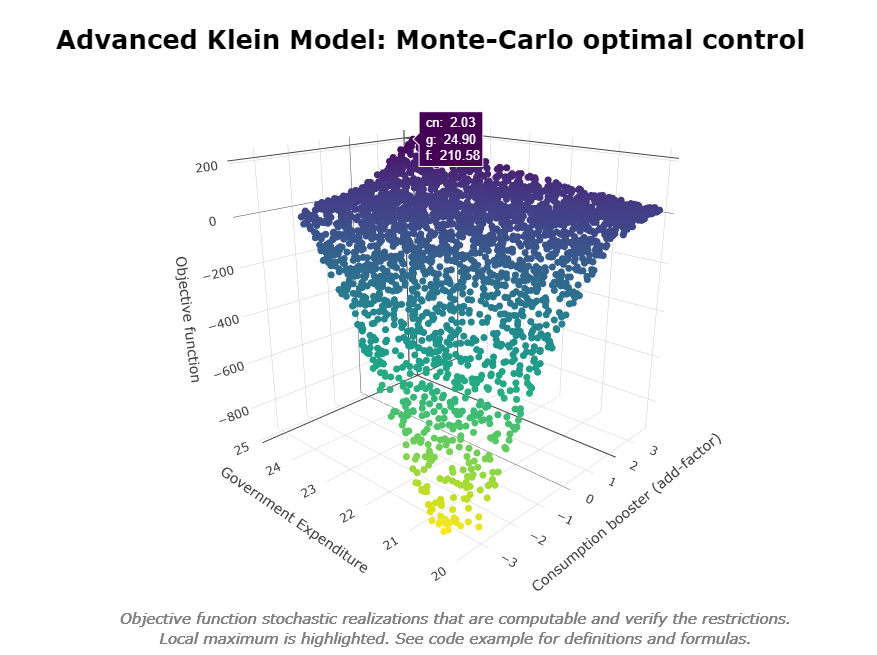 Advanced Klein Model: Monte-Carlo optimal control
cn: 2.03
g: 24.90
f: 210.58
200
0
−200
−400
−600
−800
Objective function
25
24
23
22
21
20
Government Expenditure
3
2
1
0
−1
−2
−3
Consumption booster (add-factor)
Objective function stochastic realizations that are computable and verify the restrictions.
Local maximum is highlighted. See code example for definitions and formulas.